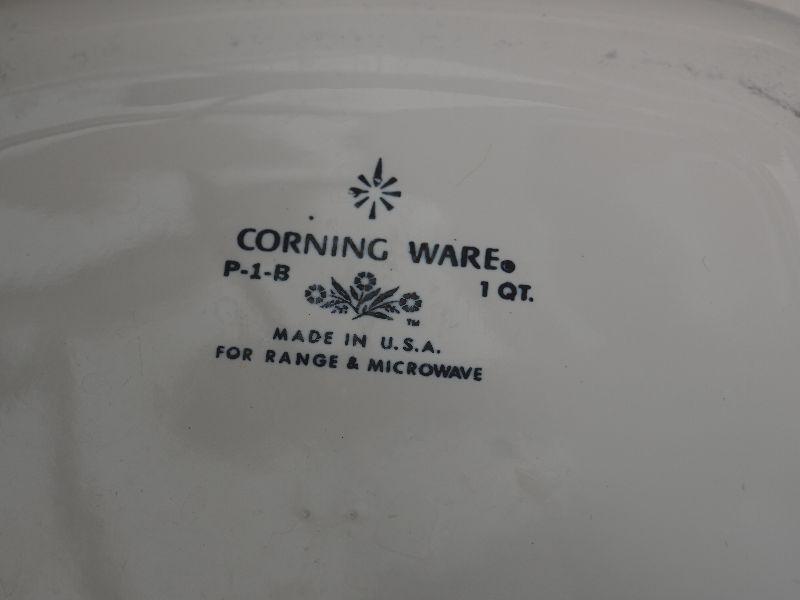 CORNING WARE®
P-1-B 1 QT.
TM
MADE IN U.S.A.
FOR RANGE & MICROWAVE